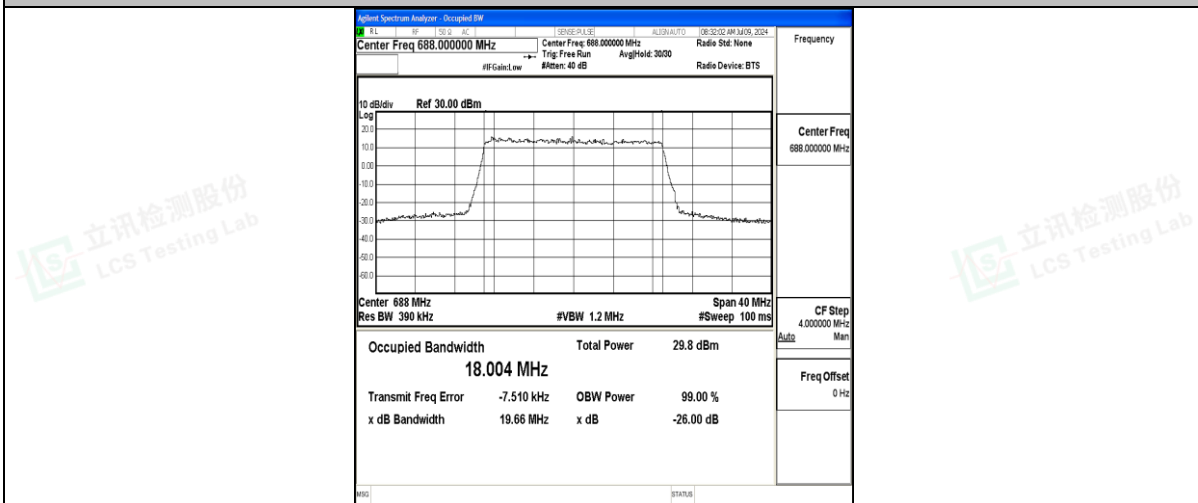 Agilent Spectrum Analyzer - Occupied BW
RL RF 50 Ω AC SENSE:PULSE ALIGNAUTO 08:32:02 AM Jul 09, 2024
Center Freq 688.000000 MHz
Center Freq: 688.000000 MHz Radio Std: None
Trig: Free Run Avg|Hold: 30/30
#IFGain:Low #Atten: 40 dB Radio Device: BTS
Frequency
10 dB/div Ref 30.00 dBm
Log
20.0
10.0
0.00
-10.0
-20.0
-30.0
-40.0
-50.0
-60.0
Center 688 MHz Span 40 MHz
Res BW 390 kHz #VBW 1.2 MHz #Sweep 100 ms
Occupied Bandwidth Total Power 29.8 dBm
18.004 MHz
Transmit Freq Error -7.510 kHz OBW Power 99.00 %
x dB Bandwidth 19.66 MHz x dB -26.00 dB
Center Freq
688.000000 MHz
CF Step
4.000000 MHz
Auto Man
Freq Offset
0 Hz
MSG STATUS
立讯检测股份
LCS Testing Lab
立讯检测股份
LCS Testing Lab